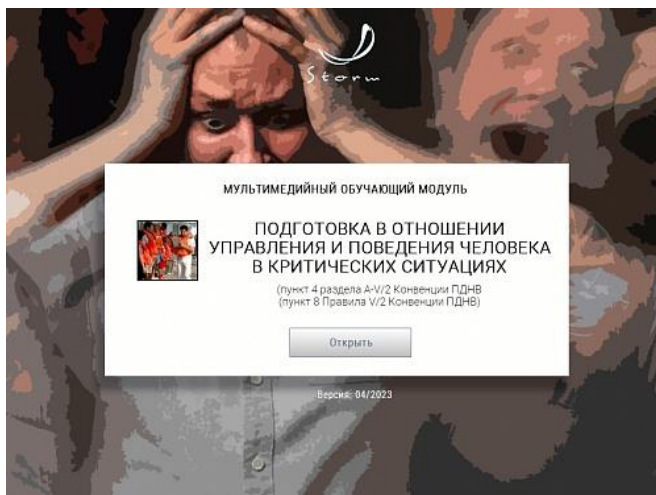 Storm
МУЛЬТИМЕДИЙНЫЙ ОБУЧАЮЩИЙ МОДУЛЬ
ПОДГОТОВКА В ОТНОШЕНИИ
УПРАВЛЕНИЯ И ПОВЕДЕНИЯ ЧЕЛОВЕКА
В КРИТИЧЕСКИХ СИТУАЦИЯХ
(пункт 4 раздела A-V/2 Конвенции ПДНВ
(пункт 8 Правила V/2 Конвенции ПДНВ)
Открыть
Версия: 04/2023